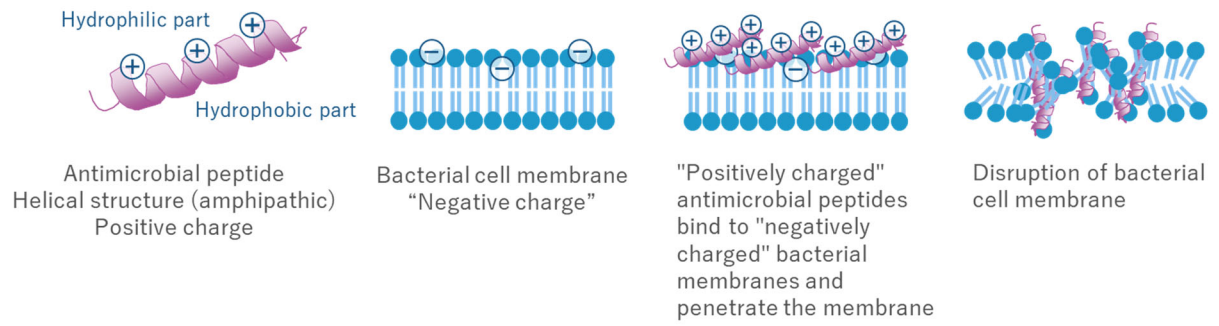 Hydrophilic part
Hydrophobic part
Antimicrobial peptide
Helical structure (amphipathic)
Positive charge
Bacterial cell membrane
“Negative charge”
"Positively charged"
antimicrobial peptides
bind to "negatively
charged" bacterial
membranes and
penetrate the membrane
Disruption of bacterial
cell membrane